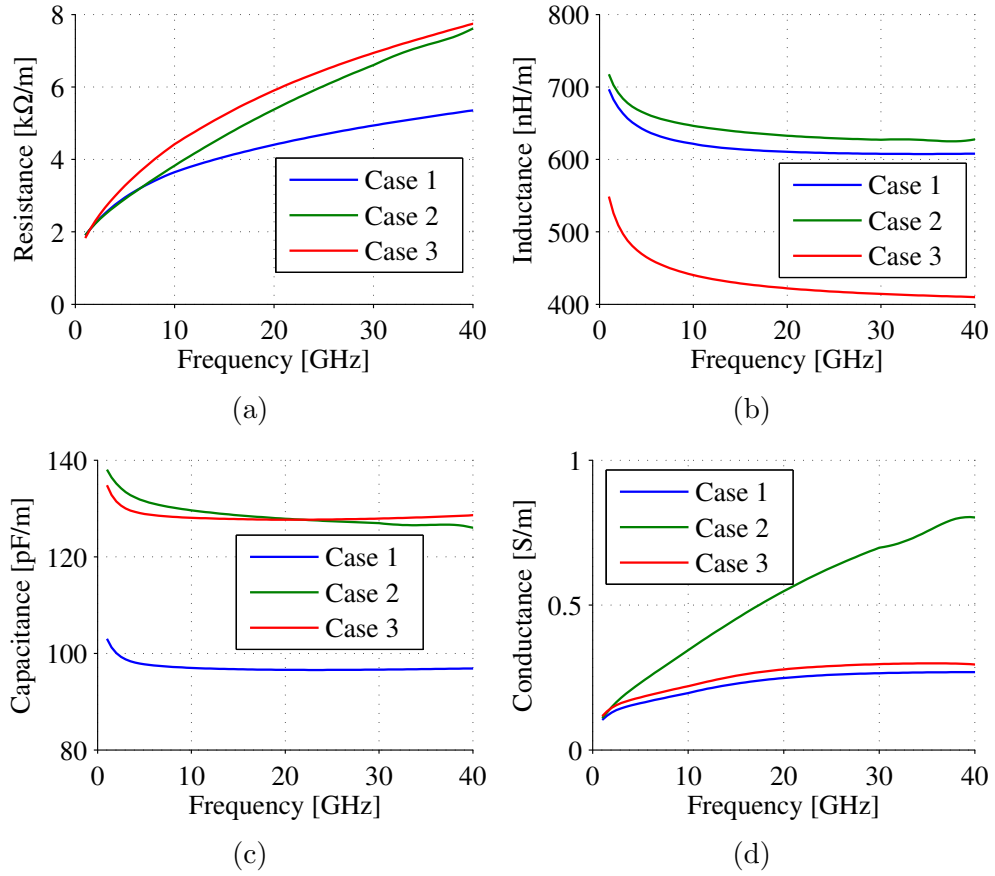 8
6
4
2
0
Resistance [kΩ/m]
Case 1
Case 2
Case 3
0 10 20 30 40
Frequency [GHz]
(a)
800
700
600
500
400
Inductance [nH/m]
Case 1
Case 2
Case 3
0 10 20 30 40
Frequency [GHz]
(b)
140
120
100
80
Capacitance [pF/m]
Case 1
Case 2
Case 3
0 10 20 30 40
Frequency [GHz]
(c)
1
0.5
0
Conductance [S/m]
Case 1
Case 2
Case 3
0 10 20 30 40
Frequency [GHz]
(d)